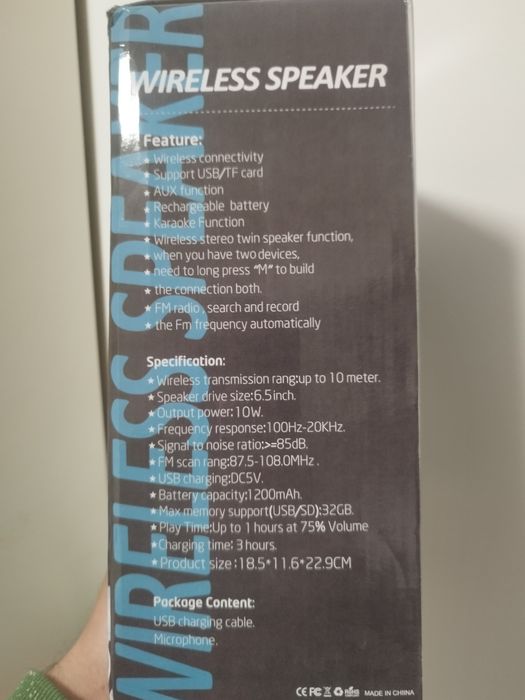 WIRELESS SPEAKER
WIRELESS SPEAKER
Feature:
★ Wireless connectivity
★ Support USB/TF card
★ AUX function
★ Rechargeable battery
★ Karaoke Function
★ Wireless stereo twin speaker function,
★ when you have two devices,
★ need to long press “M” to build
★ the connection both.
★ FM radio, search and record
★ the Fm frequency automatically
Specification:
★ Wireless transmission rang:up to 10 meter.
★ Speaker drive size:6.5inch.
★ Output power:10W.
★ Frequency response:100Hz-20KHz.
★ Signal to noise ratio:>=85dB.
★ FM scan rang:87.5-108.0MHz.
★ USB charging:DC5V.
★ Battery capacity:1200mAh.
★ Max memory support(USB/SD):32GB.
★ Play Time:Up to 1 hours at 75% Volume
★ Charging time: 3 hours.
★ Product size:18.5*11.6*22.9CM
Package Content:
USB charging cable.
Microphone.
CE FC RoHS MADE IN CHINA